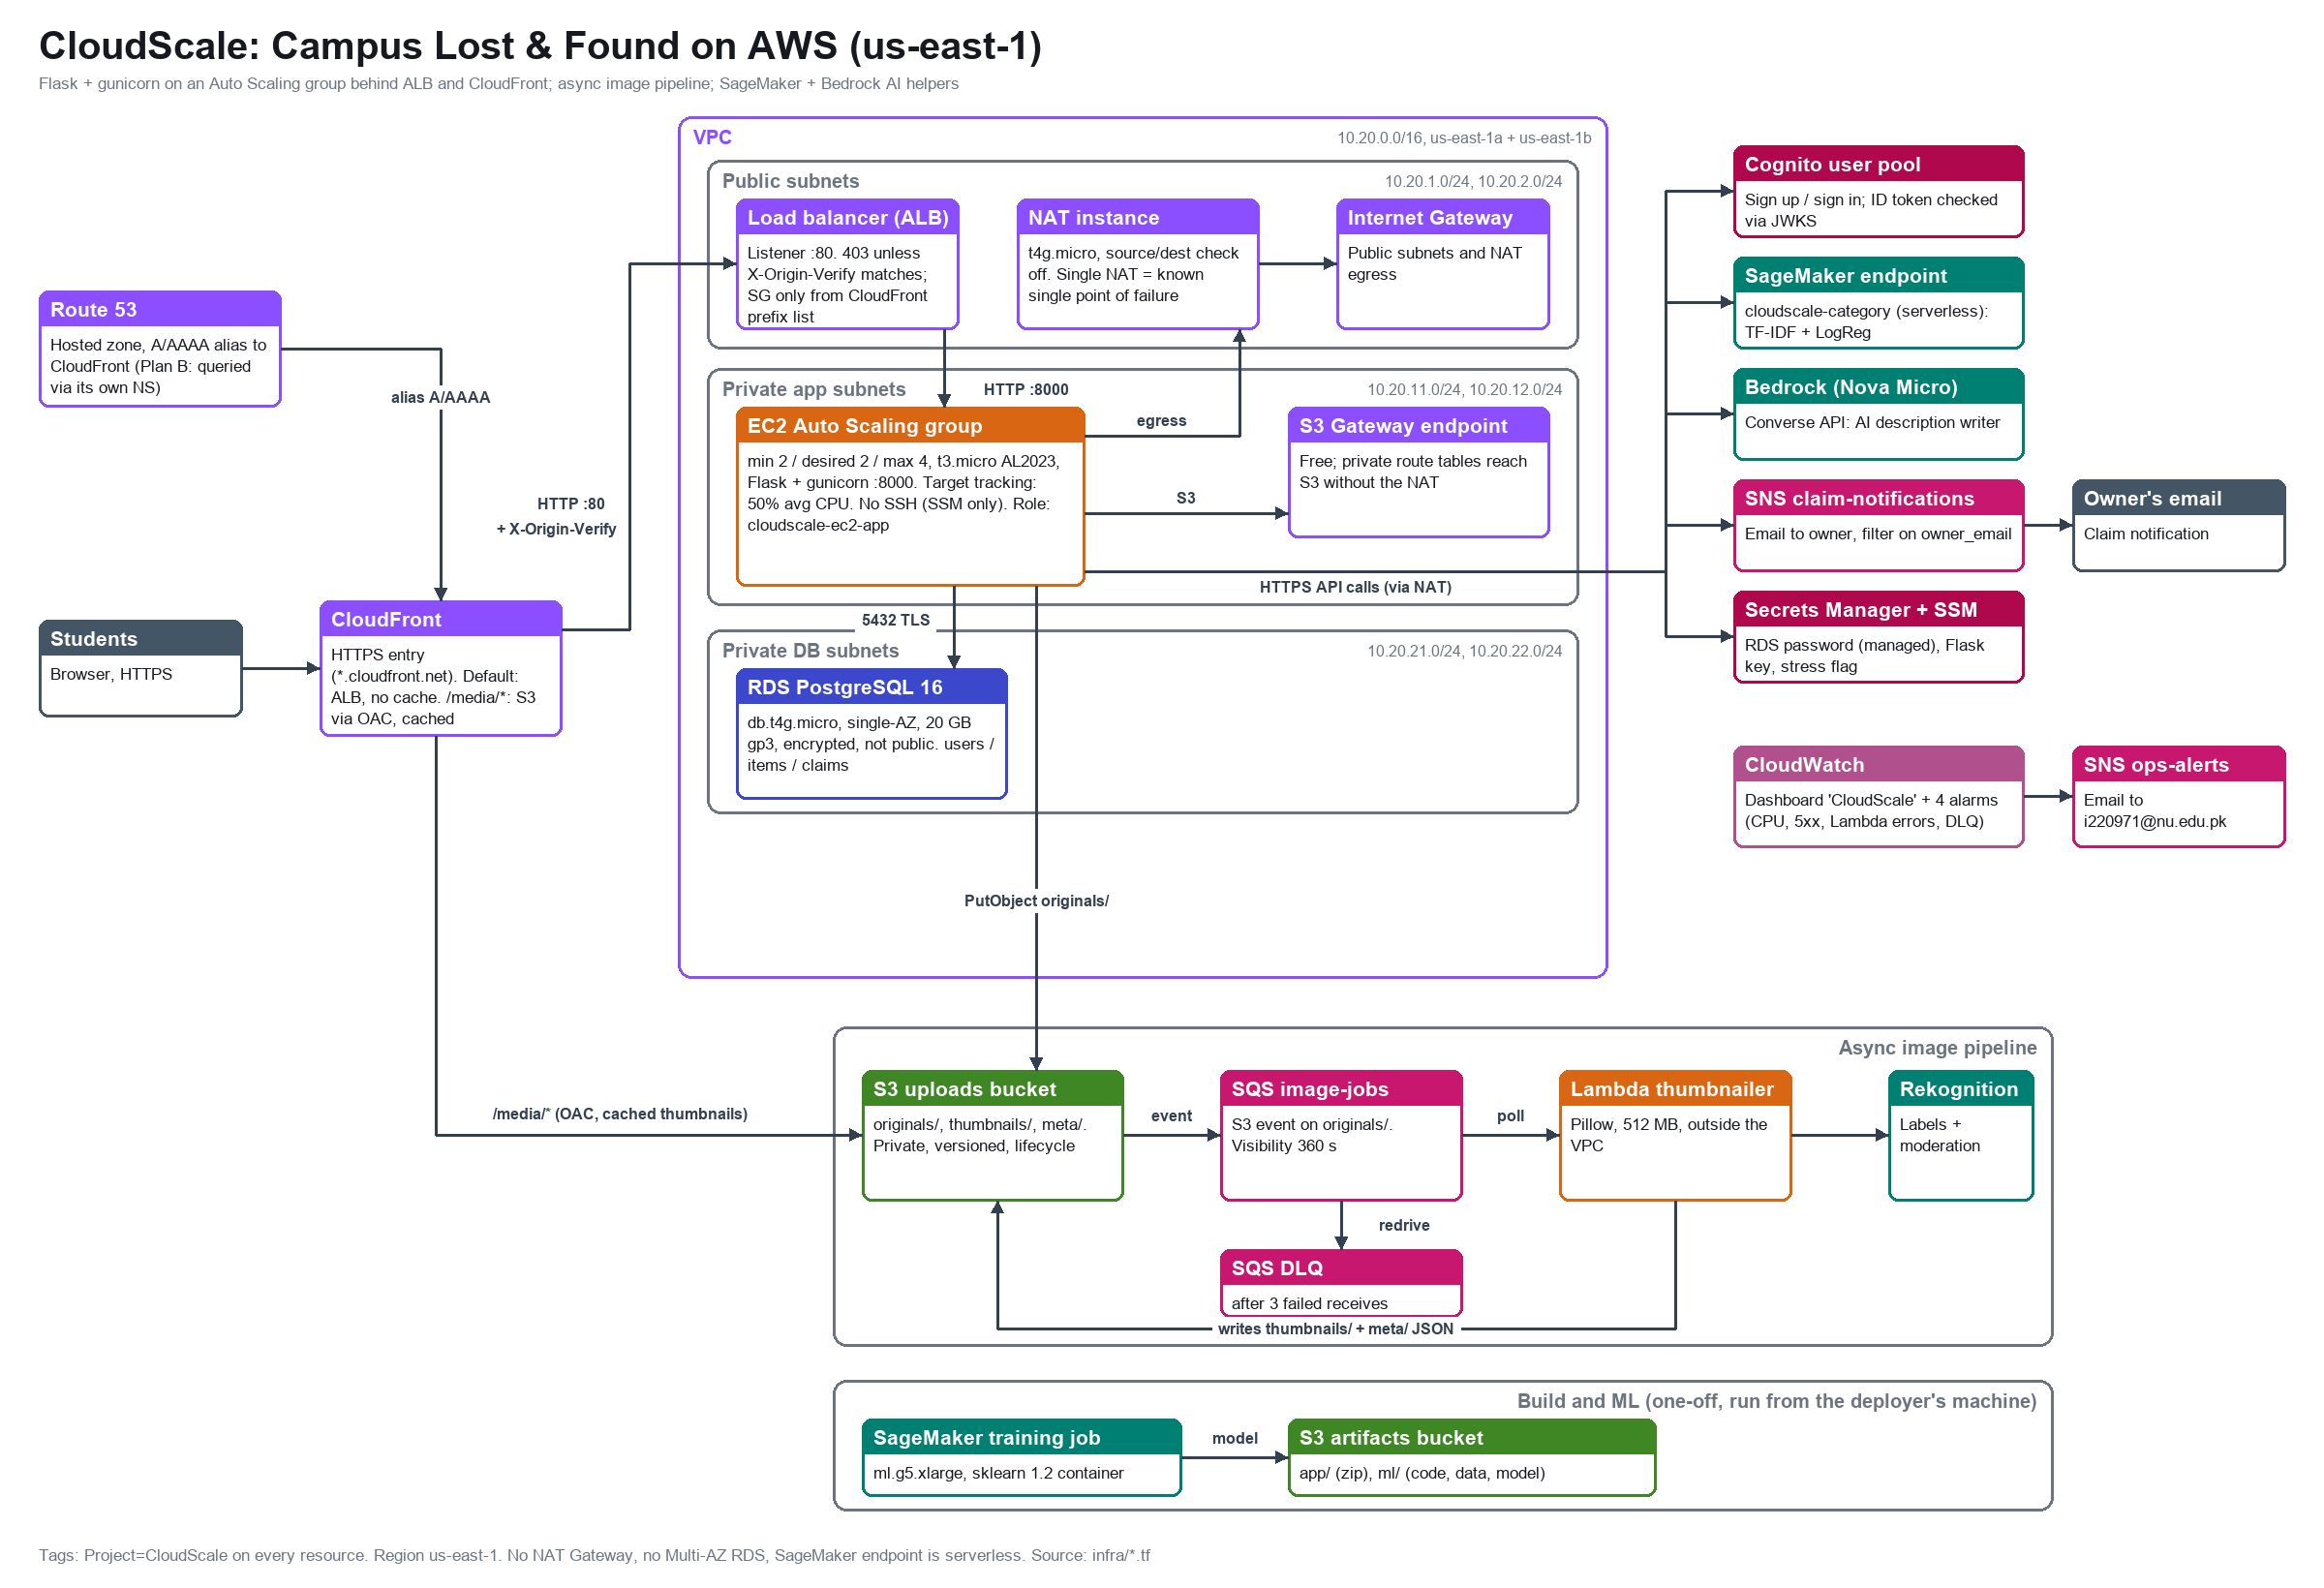 CloudScale: Campus Lost & Found on AWS (us-east-1)
Flask + gunicorn on an Auto Scaling group behind ALB and CloudFront; async image pipeline; SageMaker + Bedrock AI helpers
VPC
10.20.0.0/16, us-east-1a + us-east-1b
Public subnets
10.20.1.0/24, 10.20.2.0/24
Load balancer (ALB)
Listener :80. 403 unless
X-Origin-Verify matches;
SG only from CloudFront
prefix list
NAT instance
t4g.micro, source/dest check
off. Single NAT = known
single point of failure
Internet Gateway
Public subnets and NAT
egress
Route 53
Hosted zone, A/AAAA alias to
CloudFront (Plan B: queried
via its own NS)
alias A/AAAA
HTTP :80
+ X-Origin-Verify
Students
Browser, HTTPS
CloudFront
HTTPS entry
(*.cloudfront.net). Default:
ALB, no cache. /media/*: S3
via OAC, cached
Private app subnets
HTTP :8000
10.20.11.0/24, 10.20.12.0/24
EC2 Auto Scaling group
min 2 / desired 2 / max 4, t3.micro AL2023,
Flask + gunicorn :8000. Target tracking:
50% avg CPU. No SSH (SSM only). Role:
cloudscale-ec2-app
egress
S3
S3 Gateway endpoint
Free; private route tables reach
S3 without the NAT
HTTPS API calls (via NAT)
5432 TLS
Private DB subnets
10.20.21.0/24, 10.20.22.0/24
RDS PostgreSQL 16
db.t4g.micro, single-AZ, 20 GB
gp3, encrypted, not public. users /
items / claims
PutObject originals/
Cognito user pool
Sign up / sign in; ID token checked
via JWKS
SageMaker endpoint
cloudscale-category (serverless):
TF-IDF + LogReg
Bedrock (Nova Micro)
Converse API: AI description writer
SNS claim-notifications
Email to owner, filter on owner_email
Owner's email
Claim notification
Secrets Manager + SSM
RDS password (managed), Flask
key, stress flag
CloudWatch
Dashboard 'CloudScale' + 4 alarms
(CPU, 5xx, Lambda errors, DLQ)
SNS ops-alerts
Email to
i220971@nu.edu.pk
Async image pipeline
/media/* (OAC, cached thumbnails)
S3 uploads bucket
originals/, thumbnails/, meta/.
Private, versioned, lifecycle
event
SQS image-jobs
S3 event on originals/.
Visibility 360 s
poll
Lambda thumbnailer
Pillow, 512 MB, outside the
VPC
Rekognition
Labels +
moderation
redrive
SQS DLQ
after 3 failed receives
writes thumbnails/ + meta/ JSON
Build and ML (one-off, run from the deployer's machine)
SageMaker training job
ml.g5.xlarge, sklearn 1.2 container
model
S3 artifacts bucket
app/ (zip), ml/ (code, data, model)
Tags: Project=CloudScale on every resource. Region us-east-1. No NAT Gateway, no Multi-AZ RDS, SageMaker endpoint is serverless. Source: infra/*.tf